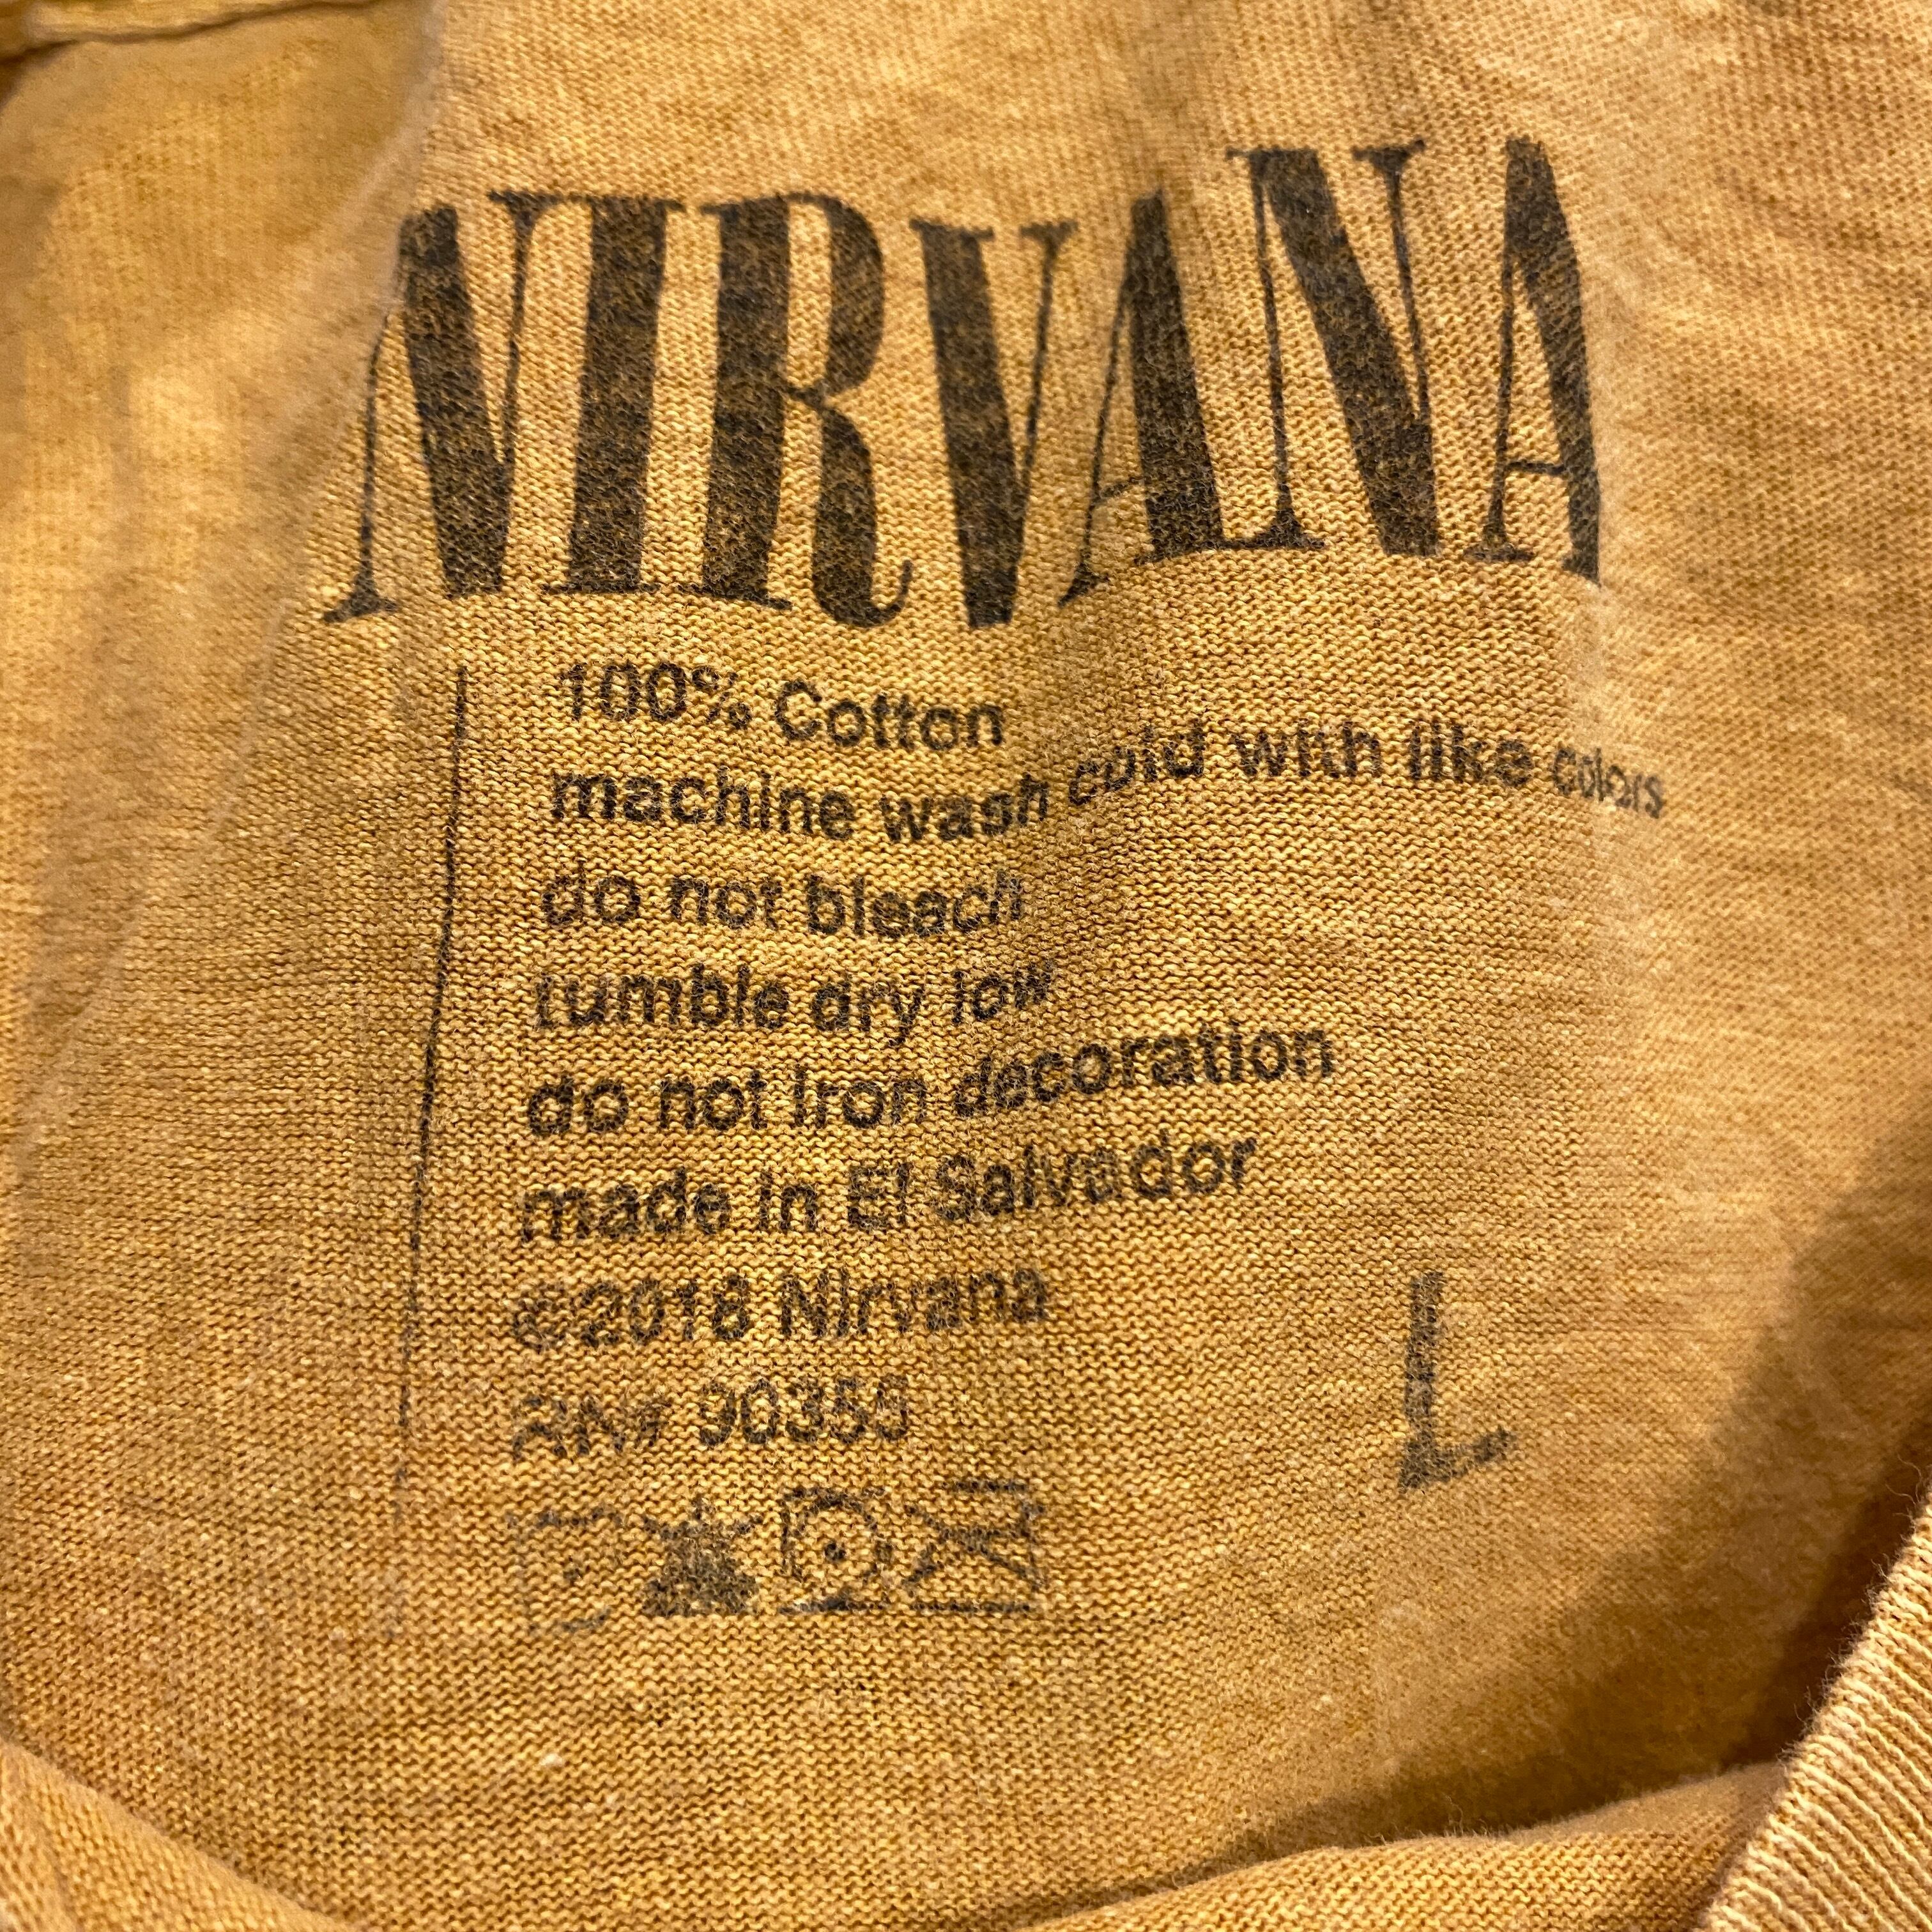 NIRVANA
100% Cotton
machine wash cold with like colors
do not bleach
tumble dry low
do not iron decoration
made in El Salvador
©2018 Nirvana
RN# 90355
L